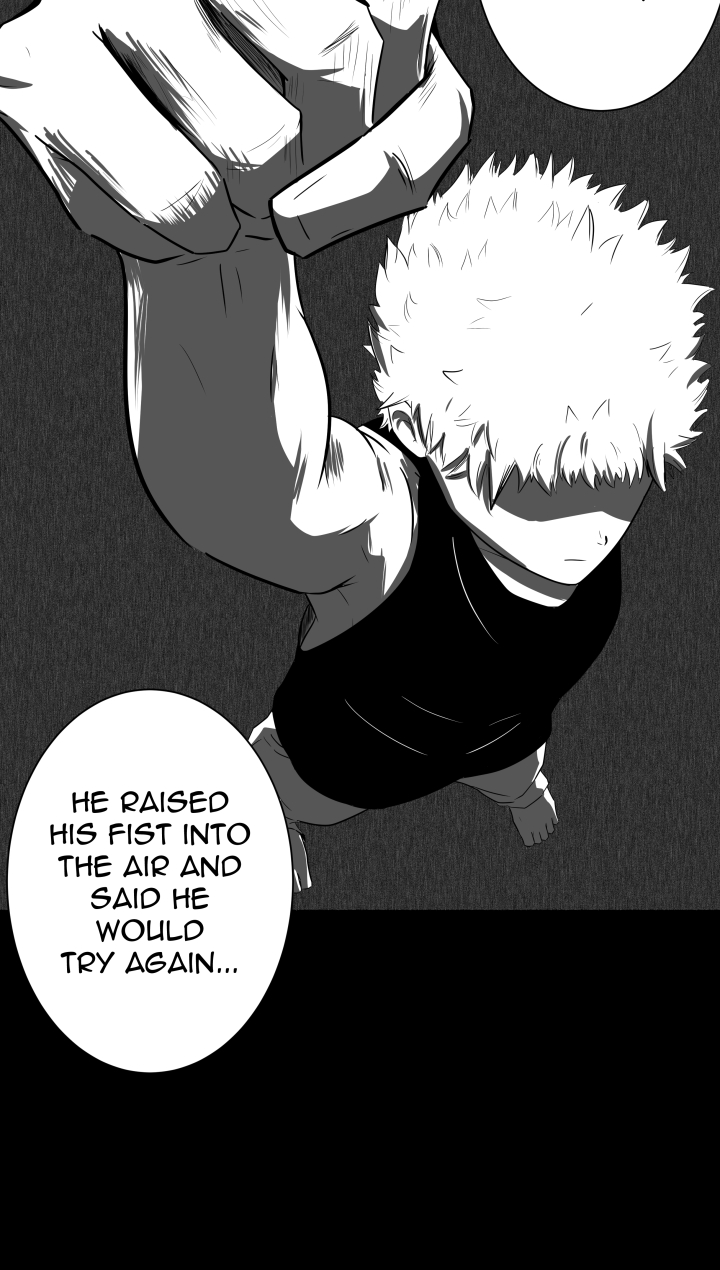 HE RAISED
HIS FIST INTO
THE AIR AND
SAID HE
WOULD
TRY AGAIN...